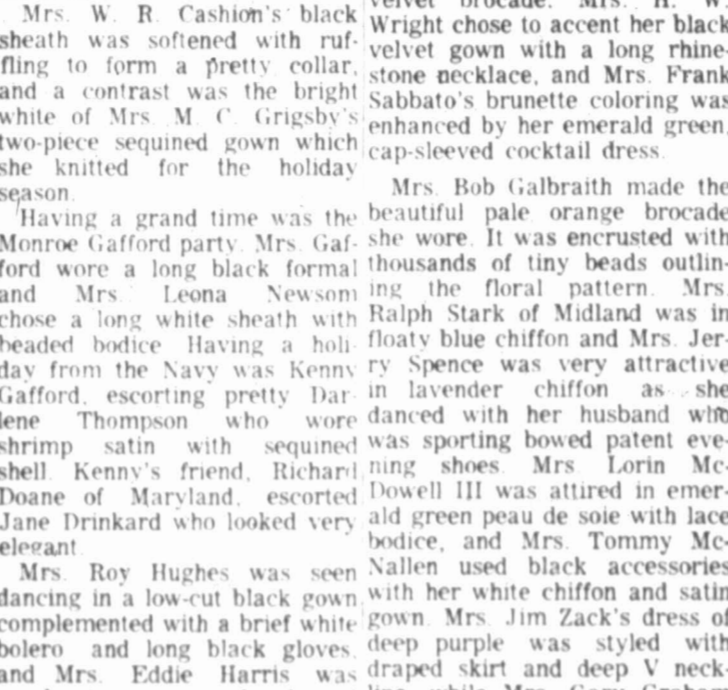 Mrs. W. R. Cashion's black
sheath was softened with ruf-
fling to form a pretty collar,
and a contrast was the bright
white of Mrs. M. C. Grigsby's
two-piece sequined gown which
she knitted for the holiday
season.
Having a grand time was the
Monroe Gafford party. Mrs. Gaf-
ford wore a long black formal
and Mrs. Leona Newsom
chose a long white sheath with
beaded bodice Having a holi-
day from the Navy was Kenny
Gafford, escorting pretty Dar-
lene Thompson who wore
shrimp satin with sequined
shell. Kenny's friend, Richard
Doane of Maryland, escorted
Jane Drinkard who looked very
elegant.
Mrs. Roy Hughes was seen
dancing in a low-cut black gown
complemented with a brief white
bolero and long black gloves,
and Mrs. Eddie Harris was
velvet brocade. Mrs. H. W.
Wright chose to accent her black
velvet gown with a long rhine-
stone necklace, and Mrs. Frank
Sabbato's brunette coloring was
enhanced by her emerald green
cap-sleeved cocktail dress.
Mrs. Bob Galbraith made the
beautiful pale orange brocade
she wore. It was encrusted with
thousands of tiny beads outlin-
ing the floral pattern. Mrs.
Ralph Stark of Midland was in
floaty blue chiffon and Mrs. Jer-
ry Spence was very attractive
in lavender chiffon as she
danced with her husband who
was sporting bowed patent eve-
ning shoes. Mrs. Lorin Mc-
Dowell III was attired in emer-
ald green peau de soie with lace
bodice, and Mrs. Tommy Mc-
Nallen used black accessories
with her white chiffon and satin
gown. Mrs. Jim Zack's dress of
deep purple was styled with
draped skirt and deep V neck-